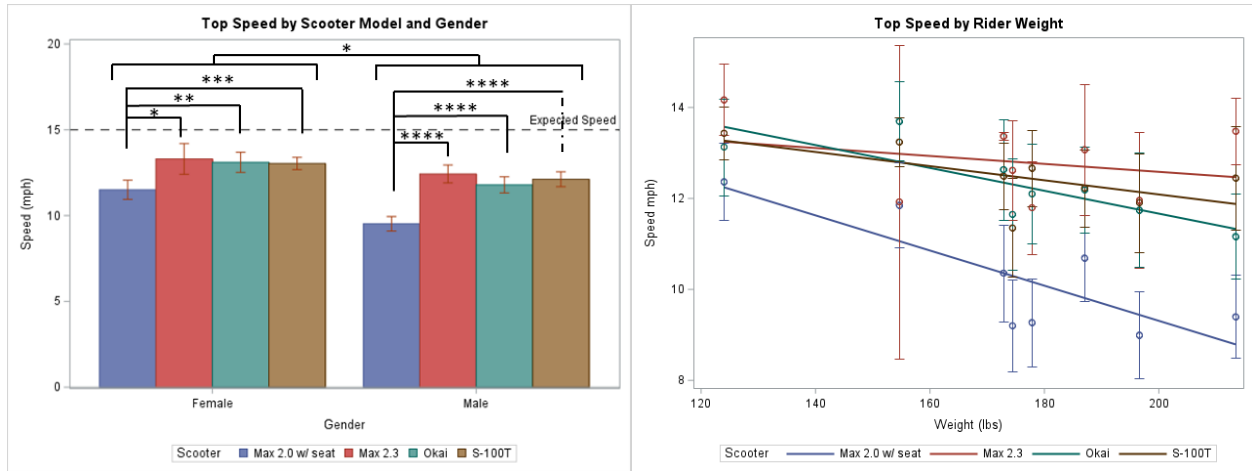 Top Speed by Scooter Model and Gender
20
*
***
****
**
****
*
15
Expected Speed
****
Speed (mph)
10
5
0
Female
Male
Gender
Scooter Max 2.0 w/ seat Max 2.3 Okai S-100T
Top Speed by Rider Weight
14
12
Speed mph)
10
8
120 140 160 180 200
Weight (lbs)
Scooter Max 2.0 w/ seat Max 2.3 Okai S-100T